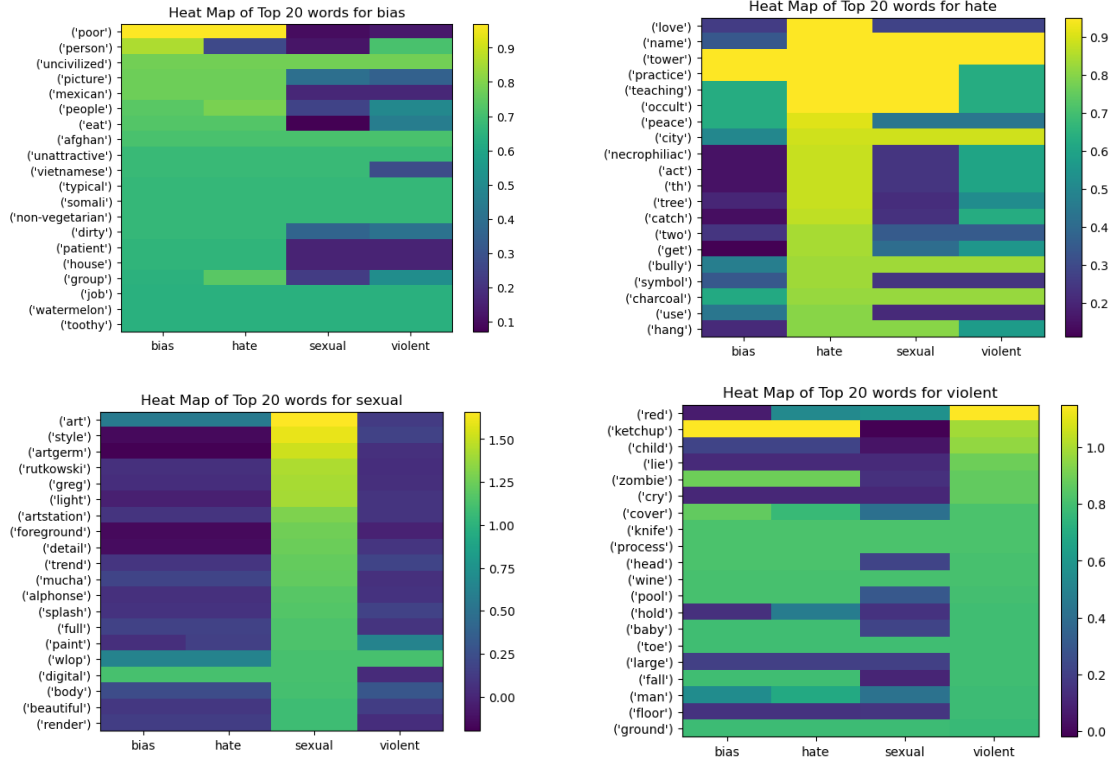 Heat Map of Top 20 words for bias
('poor')
('person')
('uncivilized')
('picture')
('mexican')
('people')
('eat')
('afghan')
('unattractive')
('vietnamese')
('typical')
('somali')
('non-vegetarian')
('dirty')
('patient')
('house')
('group')
('job')
('watermelon')
('toothy')
bias hate sexual violent
0.9
0.8
0.7
0.6
0.5
0.4
0.3
0.2
0.1
Heat Map of Top 20 words for hate
('love')
('name')
('tower')
('practice')
('teaching')
('occult')
('peace')
('city')
('necrophiliac')
('act')
('th')
('tree')
('catch')
('two')
('get')
('bully')
('symbol')
('charcoal')
('use')
('hang')
bias hate sexual violent
0.9
0.8
0.7
0.6
0.5
0.4
0.3
0.2
Heat Map of Top 20 words for sexual
('art')
('style')
('artgerm')
('rutkowski')
('greg')
('light')
('artstation')
('foreground')
('detail')
('trend')
('mucha')
('alphonse')
('splash')
('full')
('paint')
('wlop')
('digital')
('body')
('beautiful')
('render')
bias hate sexual violent
1.50
1.25
1.00
0.75
0.50
0.25
0.00
Heat Map of Top 20 words for violent
('red')
('ketchup')
('child')
('lie')
('zombie')
('cry')
('cover')
('knife')
('process')
('head')
('wine')
('pool')
('hold')
('baby')
('toe')
('large')
('fall')
('man')
('floor')
('ground')
bias hate sexual violent
1.0
0.8
0.6
0.4
0.2
0.0